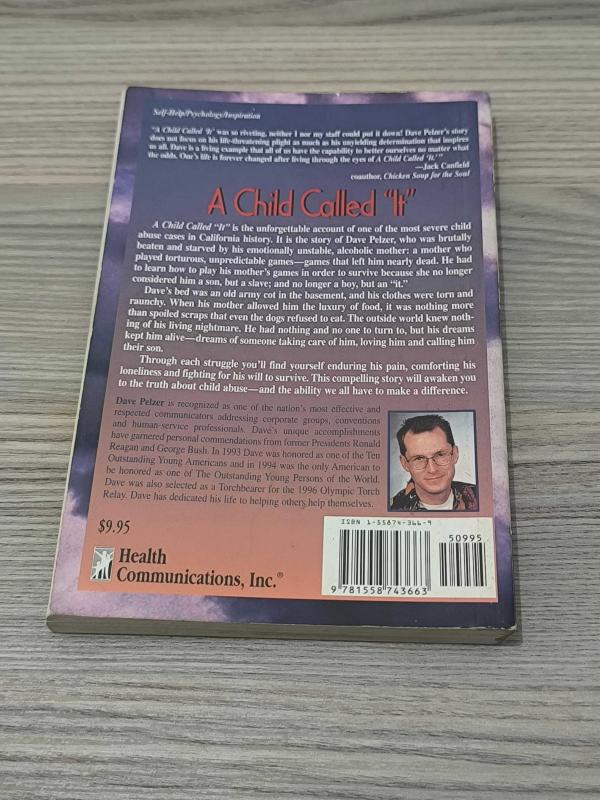 Self-Help/Psychology/Inspiration
"A Child Called 'It' was so riveting, neither I nor my staff could put it down! Dave Pelzer's story
does not focus on his life-threatening plight as much as his unyielding determination that inspires
us all. Dave is a living example that all of us have the capability to better ourselves no matter what
the odds. One's life is forever changed after living through the eyes of A Child Called 'It.'"
—Jack Canfield
coauthor, Chicken Soup for the Soul
A Child Called "It"
A Child Called "It" is the unforgettable account of one of the most severe child
abuse cases in California history. It is the story of Dave Pelzer, who was brutally
beaten and starved by his emotionally unstable, alcoholic mother: a mother who
played torturous, unpredictable games—games that left him nearly dead. He had
to learn how to play his mother's games in order to survive because she no longer
considered him a son, but a slave; and no longer a boy, but an "it."
Dave's bed was an old army cot in the basement, and his clothes were torn and
raunchy. When his mother allowed him the luxury of food, it was nothing more
than spoiled scraps that even the dogs refused to eat. The outside world knew noth-
ing of his living nightmare. He had nothing and no one to turn to, but his dreams
kept him alive—dreams of someone taking care of him, loving him and calling him
their son.
Through each struggle you'll find yourself enduring his pain, comforting his
loneliness and fighting for his will to survive. This compelling story will awaken you
to the truth about child abuse—and the ability we all have to make a difference.
Dave Pelzer is recognized as one of the nation's most effective and
respected communicators addressing corporate groups, conventions
and human-service professionals. Dave's unique accomplishments
have garnered personal commendations from former Presidents Ronald
Reagan and George Bush. In 1993 Dave was honored as one of the Ten
Outstanding Young Americans and in 1994 was the only American to
be honored as one of The Outstanding Young Persons of the World.
Dave was also selected as a Torchbearer for the 1996 Olympic Torch
Relay. Dave has dedicated his life to helping others help themselves.
$9.95
Health
Communications, Inc.®
ISBN 1-55874-366-9
50995
9 781558 743663